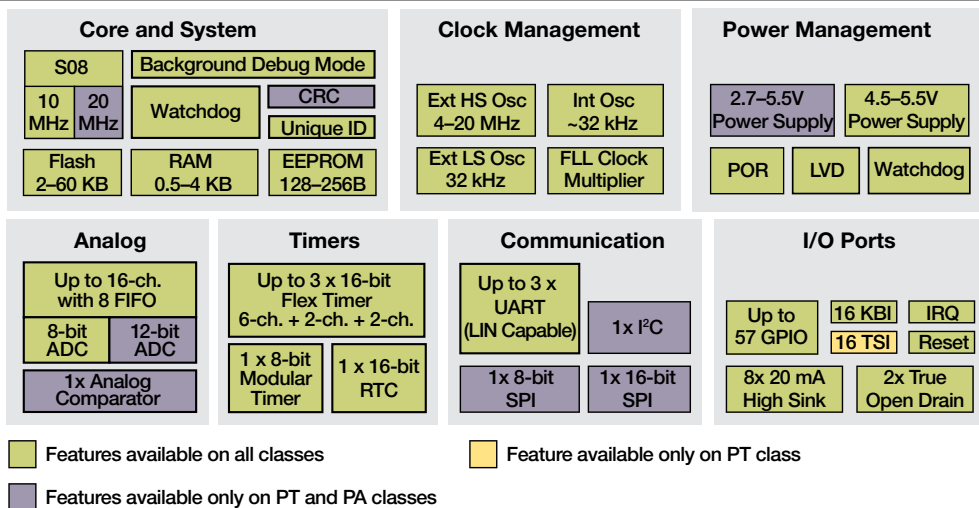 Core and System
S08
Background Debug Mode
10
MHz
20
MHz
Watchdog
CRC
Unique ID
Flash
2–60 KB
RAM
0.5–4 KB
EEPROM
128–256B
Clock Management
Ext HS Osc
4–20 MHz
Int Osc
~32 kHz
Ext LS Osc
32 kHz
FLL Clock
Multiplier
Power Management
2.7–5.5V
Power Supply
4.5–5.5V
Power Supply
POR
LVD
Watchdog
Analog
Up to 16-ch.
with 8 FIFO
8-bit
ADC
12-bit
ADC
1x Analog
Comparator
Timers
Up to 3 x 16-bit
Flex Timer
6-ch. + 2-ch. + 2-ch.
1 x 8-bit
Modular
Timer
1 x 16-bit
RTC
Communication
Up to 3 x
UART
(LIN Capable)
1x I²C
1x 8-bit
SPI
1x 16-bit
SPI
I/O Ports
Up to
57 GPIO
16 KBI
IRQ
16 TSI
Reset
8x 20 mA
High Sink
2x True
Open Drain
Features available on all classes
Feature available only on PT class
Features available only on PT and PA classes